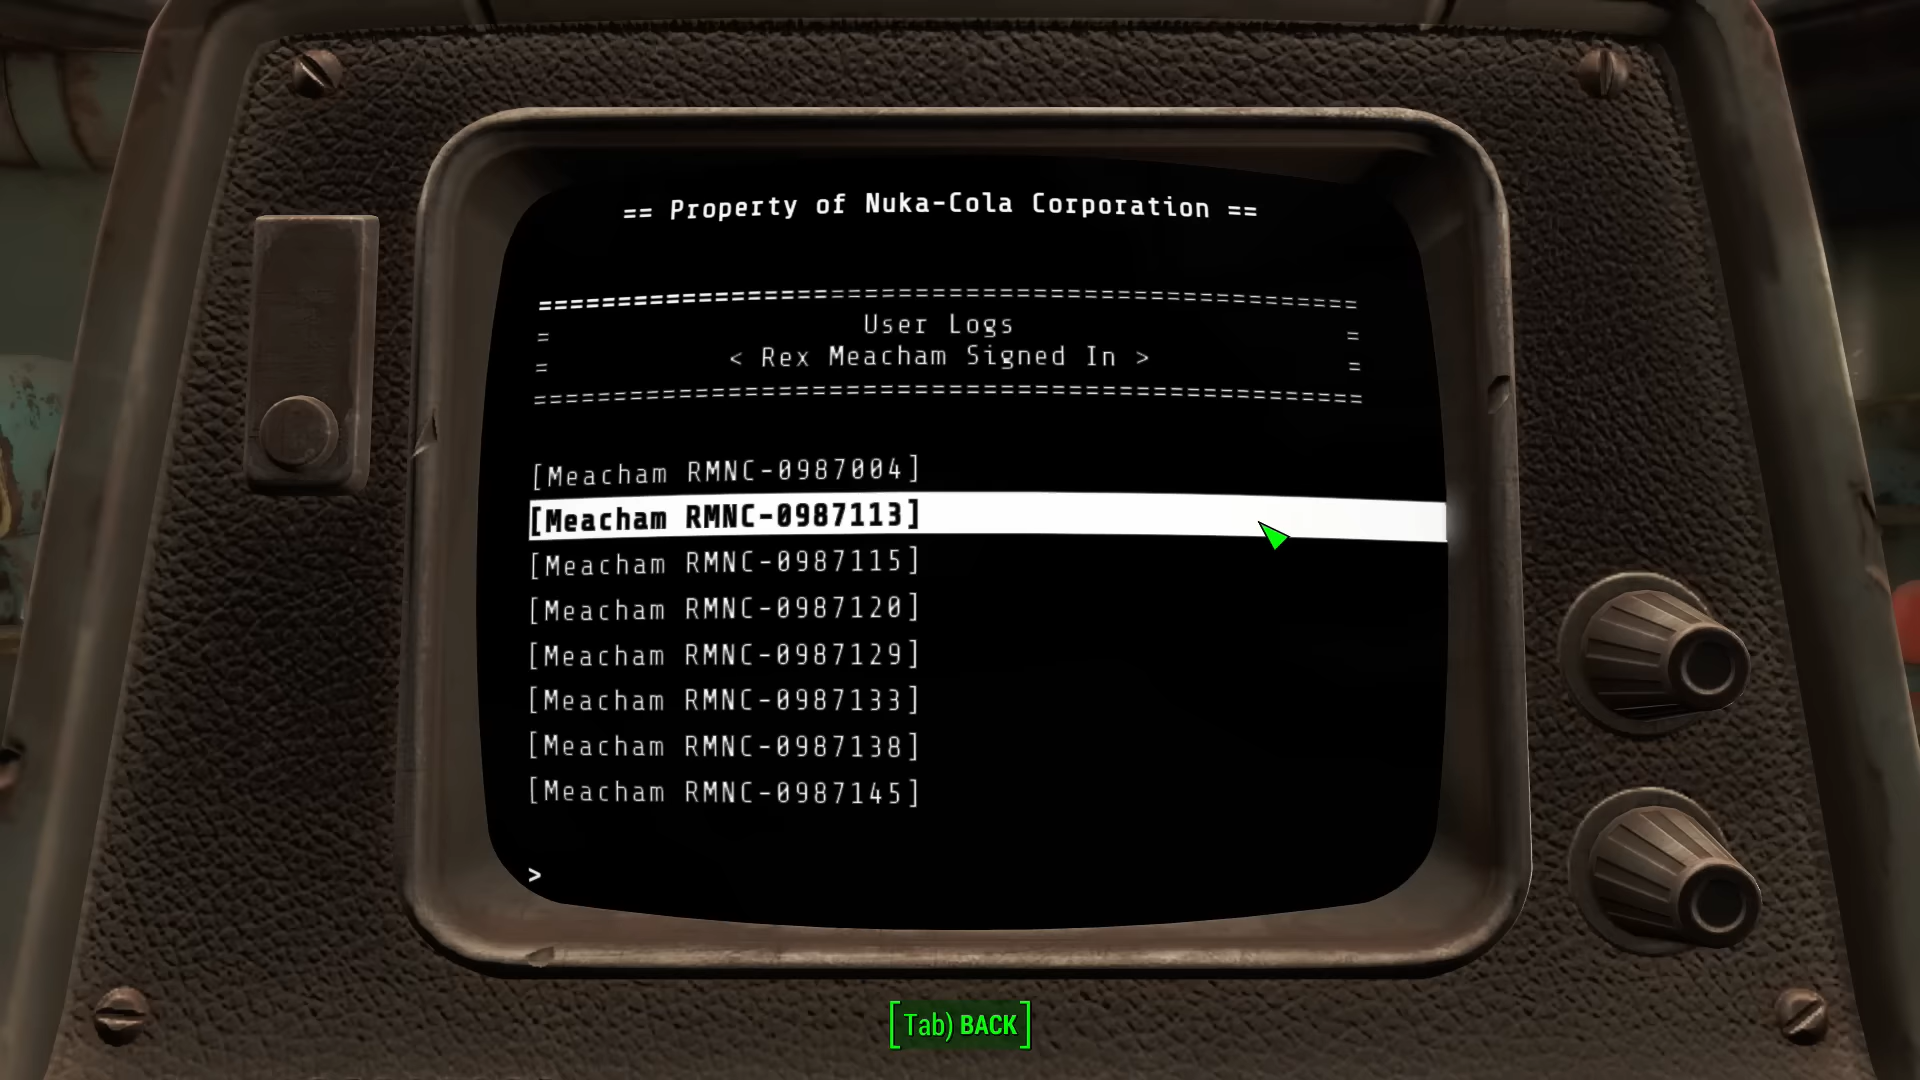 == Property of Nuka-Cola Corporation ==
====================================================
= User Logs =
= < Rex Meacham Signed In > =
====================================================
[Meacham RMNC-0987004]
[Meacham RMNC-0987113]
[Meacham RMNC-0987115]
[Meacham RMNC-0987120]
[Meacham RMNC-0987129]
[Meacham RMNC-0987133]
[Meacham RMNC-0987138]
[Meacham RMNC-0987145]
>
[Tab) BACK]